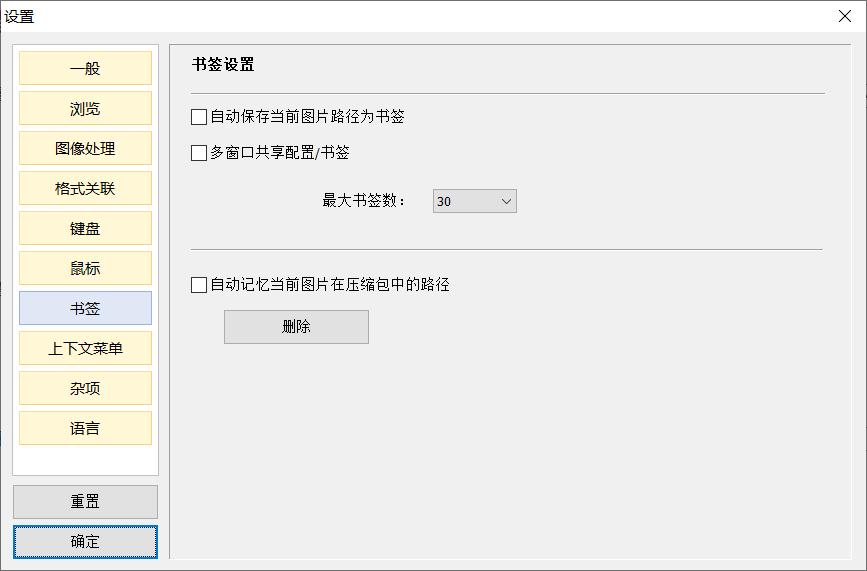 设置
一般
浏览
图像处理
格式关联
键盘
鼠标
书签
上下文菜单
杂项
语言
重置
确定
书签设置
自动保存当前图片路径为书签
多窗口共享配置/书签
最大书签数： 30
自动记忆当前图片在压缩包中的路径
删除